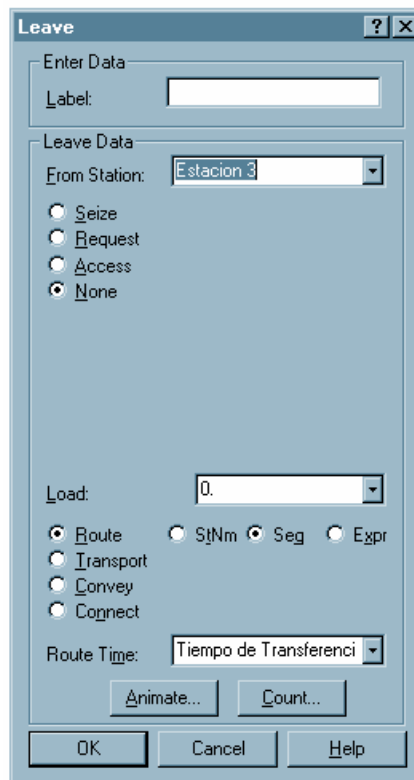 Leave
Enter Data
Label:
Leave Data
From Station: Estacion 3
Seize
Request
Access
None
Load: 0.
Route StNm Seq Expr
Transport
Convey
Connect
Route Time: Tiempo de Transferenci
Animate... Count...
OK Cancel Help